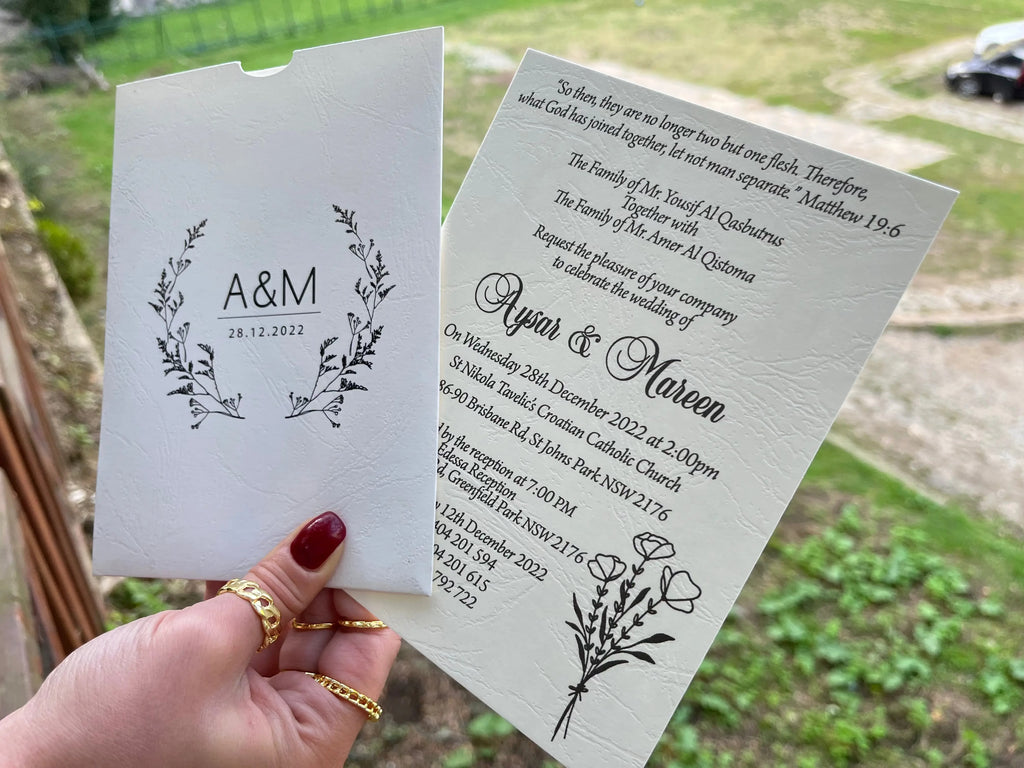 A&M
28.12.2022
"So then, they are no longer two but one flesh. Therefore,
what God has joined together, let not man separate." Matthew 19:6
The Family of Mr. Yousif Al Qasbutrus
Together with
The Family of Mr. Amer Al Qistoma
Request the pleasure of your company
to celebrate the wedding of
Aysar & Mareen
On Wednesday 28th December 2022 at 2:00pm
St Nikola Tavelic's Croatian Catholic Church
86-90 Brisbane Rd, St Johns Park NSW 2176
by the reception at 7:00 PM
Edessa Reception
Greenfield Park NSW 2176
12th December 2022
201 594
201 615
792722